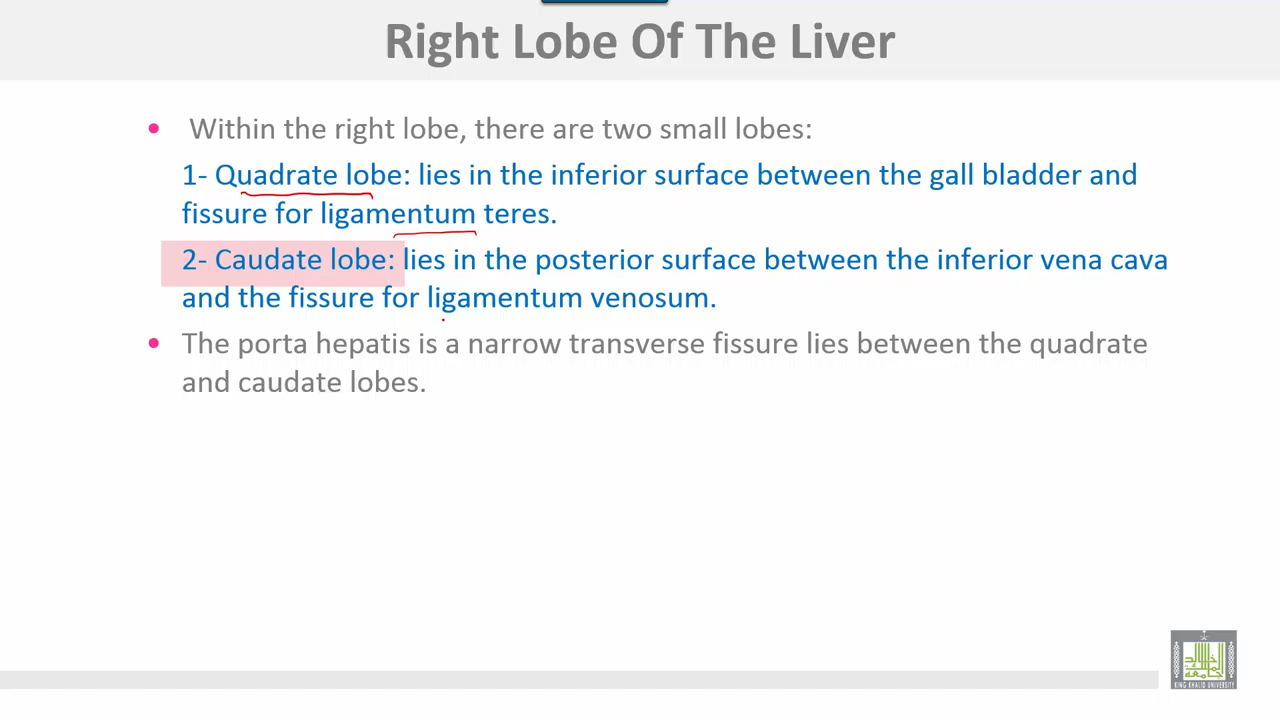 Right Lobe Of The Liver
• Within the right lobe, there are two small lobes:
1- Quadrate lobe: lies in the inferior surface between the gall bladder and
fissure for ligamentum teres.
2- Caudate lobe: lies in the posterior surface between the inferior vena cava
and the fissure for ligamentum venosum.
• The porta hepatis is a narrow transverse fissure lies between the quadrate
and caudate lobes.
KING KHALID UNIVERSITY